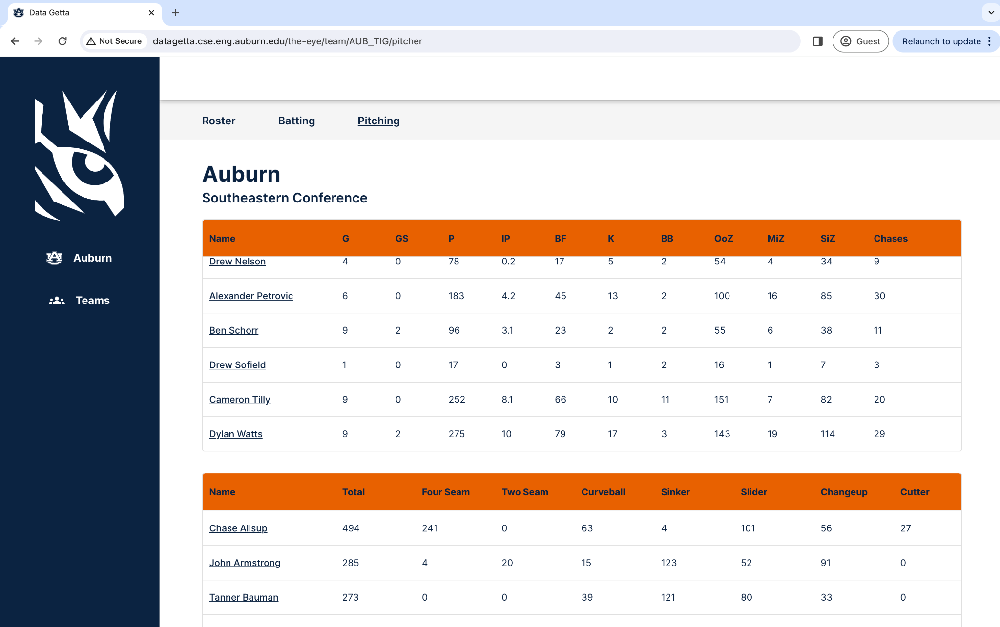 Data Getta
Not Secure datagetta.cse.eng.auburn.edu/the-eye/team/AUB_TIG/pitcher Guest Relaunch to update
Roster Batting Pitching
Auburn
Southeastern Conference
Auburn
Teams
Name G GS P IP BF K BB OoZ MiZ SiZ Chases
Drew Nelson 4 0 78 0.2 17 5 2 54 4 34 9
Alexander Petrovic 6 0 183 4.2 45 13 2 100 16 85 30
Ben Schorr 9 2 96 3.1 23 2 2 55 6 38 11
Drew Sofield 1 0 17 0 3 1 2 16 1 7 3
Cameron Tilly 9 0 252 8.1 66 10 11 151 7 82 20
Dylan Watts 9 2 275 10 79 17 3 143 19 114 29
Name Total Four Seam Two Seam Curveball Sinker Slider Changeup Cutter
Chase Allsup 494 241 0 63 4 101 56 27
John Armstrong 285 4 20 15 123 52 91 0
Tanner Bauman 273 0 0 39 121 80 33 0